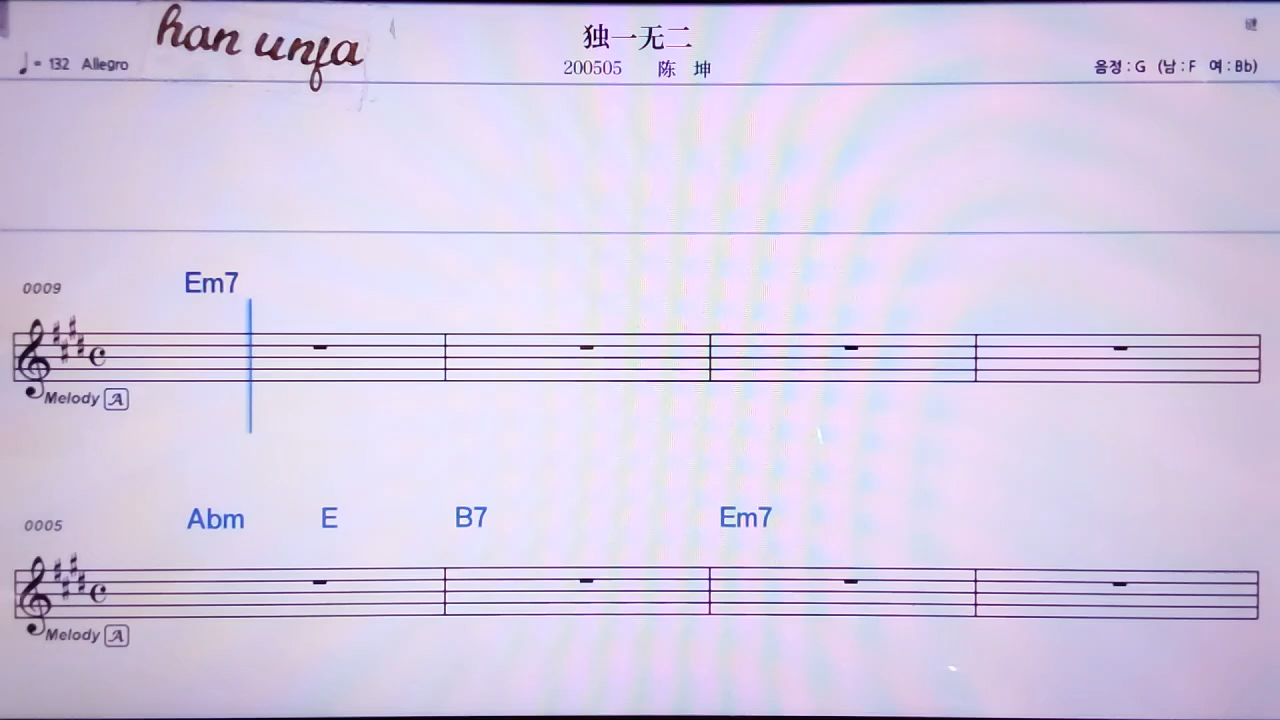 han unfa
独一无二
♩= 132 Allegro
200505 陈 坤
음정 : G (남 : F 여 : Bb)
0009
Em7
Melody A
0005
Abm E B7 Em7
Melody A